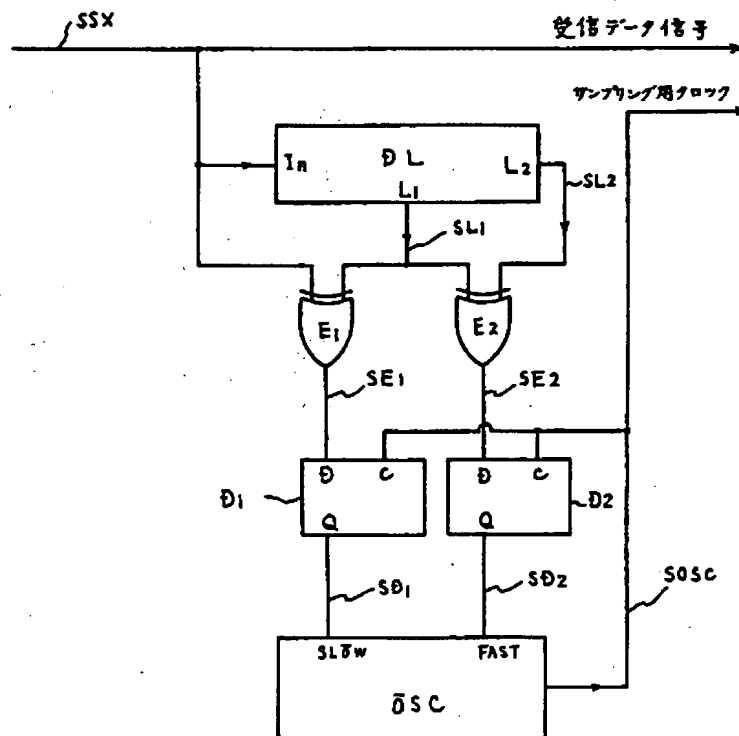 SSX
受信データ信号
サンプリング用クロック
In
DL
L2
L1
SL2
SL1
E1
E2
SE1
SE2
D
C
D
C
D1
Q
Q
D2
SD1
SD2
SOSC
SLOW
FAST
OSC